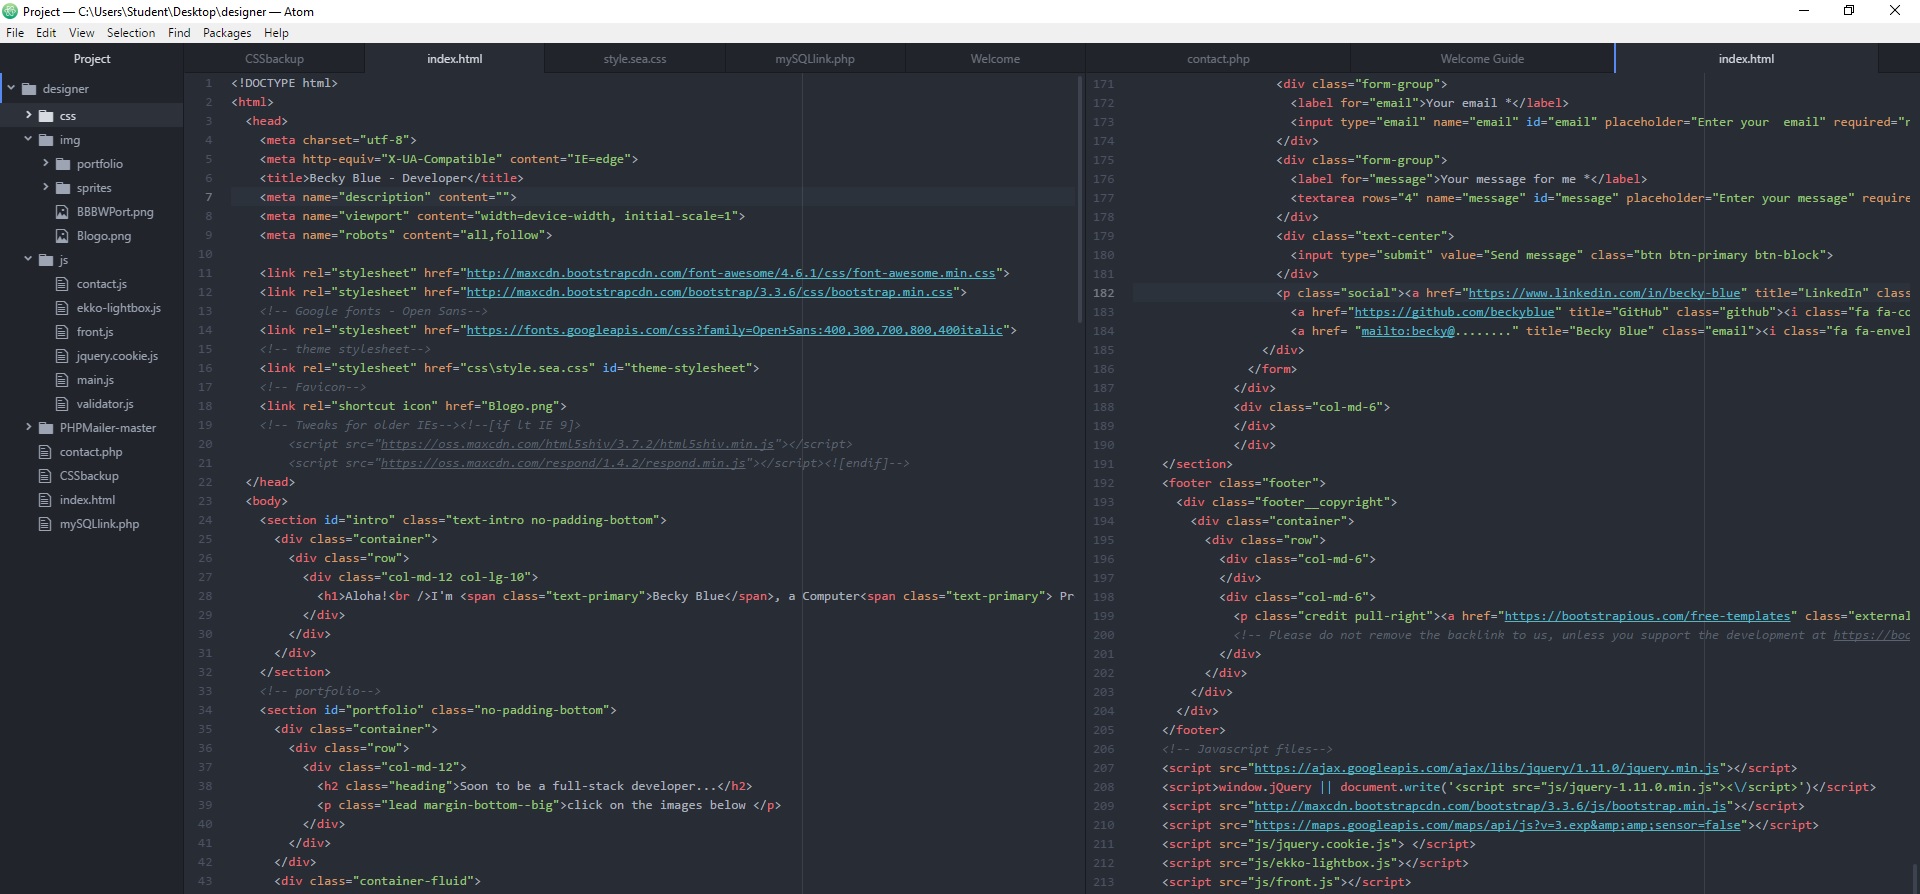 Project — C:\Users\Student\Desktop\designer — Atom
File Edit View Selection Find Packages Help
Project
designer
css
img
portfolio
sprites
BBBWPort.png
Blogo.png
js
contact.js
ekko-lightbox.js
front.js
jquery.cookie.js
main.js
validator.js
PHPMailer-master
contact.php
CSSbackup
index.html
mySQLlink.php
CSSbackup index.html style.sea.css mySQLlink.php Welcome
1 <!DOCTYPE html>
2 <html>
3 <head>
4 <meta charset="utf-8">
5 <meta http-equiv="X-UA-Compatible" content="IE=edge">
6 <title>Becky Blue - Developer</title>
7 <meta name="description" content="">
8 <meta name="viewport" content="width=device-width, initial-scale=1">
9 <meta name="robots" content="all,follow">
10
11 <link rel="stylesheet" href="http://maxcdn.bootstrapcdn.com/font-awesome/4.6.1/css/font-awesome.min.css">
12 <link rel="stylesheet" href="http://maxcdn.bootstrapcdn.com/bootstrap/3.3.6/css/bootstrap.min.css">
13 <!-- Google fonts - Open Sans-->
14 <link rel="stylesheet" href="https://fonts.googleapis.com/css?family=Open+Sans:400,300,700,800,400italic">
15 <!-- theme stylesheet-->
16 <link rel="stylesheet" href="css\style.sea.css" id="theme-stylesheet">
17 <!-- Favicon-->
18 <link rel="shortcut icon" href="Blogo.png">
19 <!-- Tweaks for older IEs--><!--[if lt IE 9]>
20 <script src="https://oss.maxcdn.com/html5shiv/3.7.2/html5shiv.min.js"></script>
21 <script src="https://oss.maxcdn.com/respond/1.4.2/respond.min.js"></script><![endif]-->
22 </head>
23 <body>
24 <section id="intro" class="text-intro no-padding-bottom">
25 <div class="container">
26 <div class="row">
27 <div class="col-md-12 col-lg-10">
28 <h1>Aloha!<br />I'm <span class="text-primary">Becky Blue</span>, a Computer<span class="text-primary"> Pr
29 </div>
30 </div>
31 </div>
32 </section>
33 <!-- portfolio-->
34 <section id="portfolio" class="no-padding-bottom">
35 <div class="container">
36 <div class="row">
37 <div class="col-md-12">
38 <h2 class="heading">Soon to be a full-stack developer...</h2>
39 <p class="lead margin-bottom--big">click on the images below </p>
40 </div>
41 </div>
42 </div>
43 <div class="container-fluid">
contact.php Welcome Guide index.html
171 <div class="form-group">
172 <label for="email">Your email *</label>
173 <input type="email" name="email" id="email" placeholder="Enter your  email" required="r
174 </div>
175 <div class="form-group">
176 <label for="message">Your message for me *</label>
177 <textarea rows="4" name="message" id="message" placeholder="Enter your message" require
178 </div>
179 <div class="text-center">
180 <input type="submit" value="Send message" class="btn btn-primary btn-block">
181 </div>
182 <p class="social"><a href="https://www.linkedin.com/in/becky-blue" title="LinkedIn" class
183 <a href="https://github.com/beckyblue" title="GitHub" class="github"><i class="fa fa-co
184 <a href= "mailto:becky@........" title="Becky Blue" class="email"><i class="fa fa-envel
185 </div>
186 </form>
187 </div>
188 <div class="col-md-6">
189 </div>
190 </div>
191 </section>
192 <footer class="footer">
193 <div class="footer__copyright">
194 <div class="container">
195 <div class="row">
196 <div class="col-md-6">
197 </div>
198 <div class="col-md-6">
199 <p class="credit pull-right"><a href="https://bootstrapious.com/free-templates" class="external
200 <!-- Please do not remove the backlink to us, unless you support the development at https://boo
201 </div>
202 </div>
203 </div>
204 </div>
205 </footer>
206 <!-- Javascript files-->
207 <script src="https://ajax.googleapis.com/ajax/libs/jquery/1.11.0/jquery.min.js"></script>
208 <script>window.jQuery || document.write('<script src="js/jquery-1.11.0.min.js"><\/script>')</script>
209 <script src="http://maxcdn.bootstrapcdn.com/bootstrap/3.3.6/js/bootstrap.min.js"></script>
210 <script src="https://maps.googleapis.com/maps/api/js?v=3.exp&amp;amp;sensor=false"></script>
211 <script src="js/jquery.cookie.js"> </script>
212 <script src="js/ekko-lightbox.js"></script>
213 <script src="js/front.js"></script>